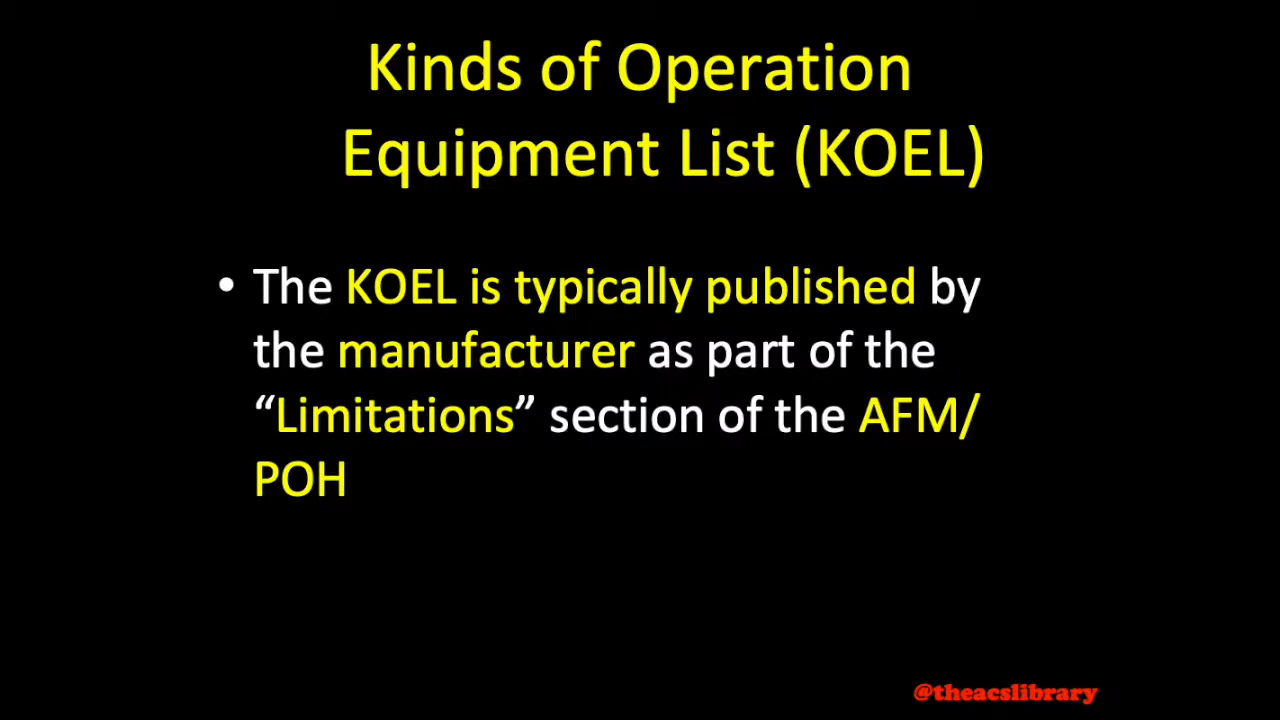 Kinds of Operation
Equipment List (KOEL)
• The KOEL is typically published by
the manufacturer as part of the
“Limitations” section of the AFM/
POH
@theacslibrary